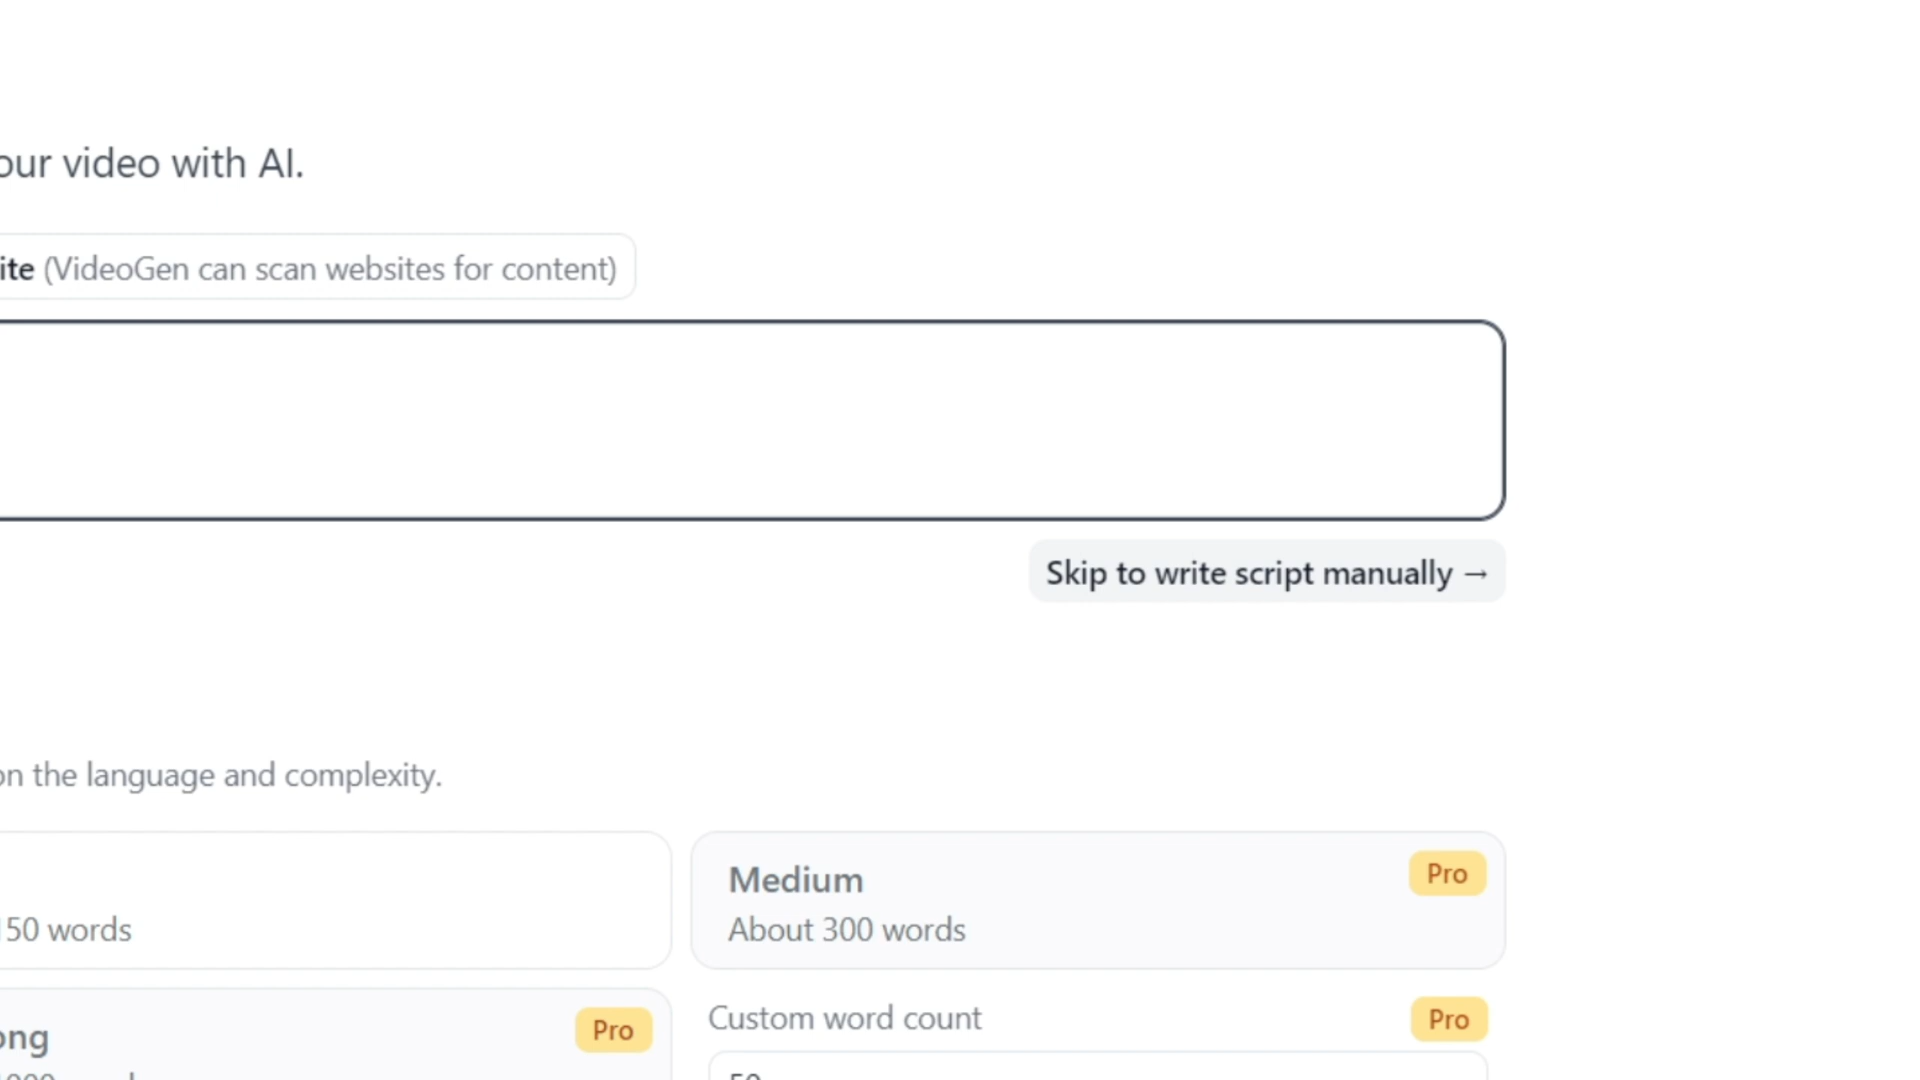 our video with AI.
ite (VideoGen can scan websites for content)
Skip to write script manually →
on the language and complexity.
Medium
Pro
150 words
About 300 words
ong
Pro
Custom word count
Pro
50